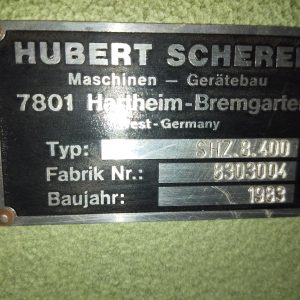 HUBERT SCHERER
Maschinen – Gerätebau
7801 Hartheim-Bremgarten
West-Germany
Typ: SHZ.8.400
Fabrik Nr.: 8303004
Baujahr: 1983